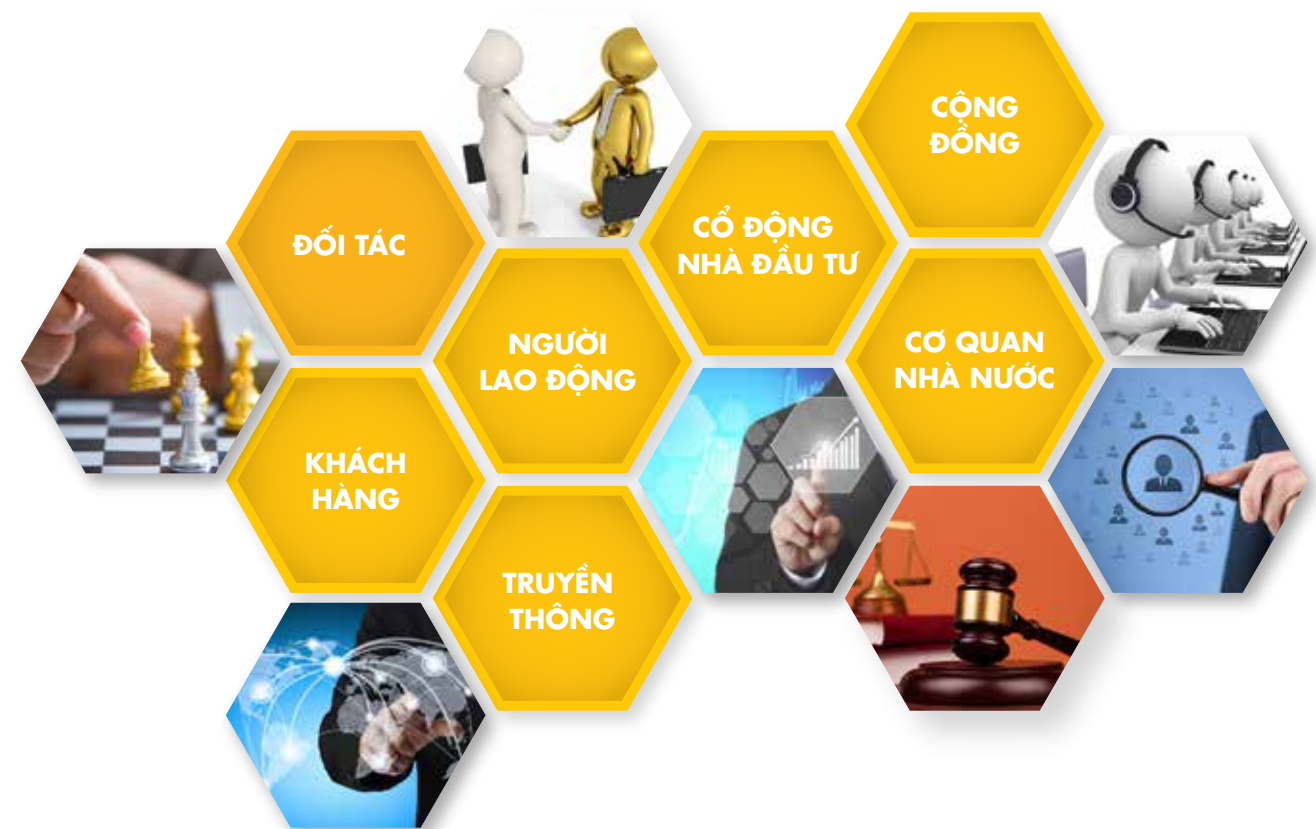 CỘNG
ĐỒNG
ĐỐI TÁC
CỔ ĐỘNG
NHÀ ĐẦU TƯ
NGƯỜI
LAO ĐỘNG
CƠ QUAN
NHÀ NƯỚC
KHÁCH
HÀNG
TRUYỀN
THÔNG